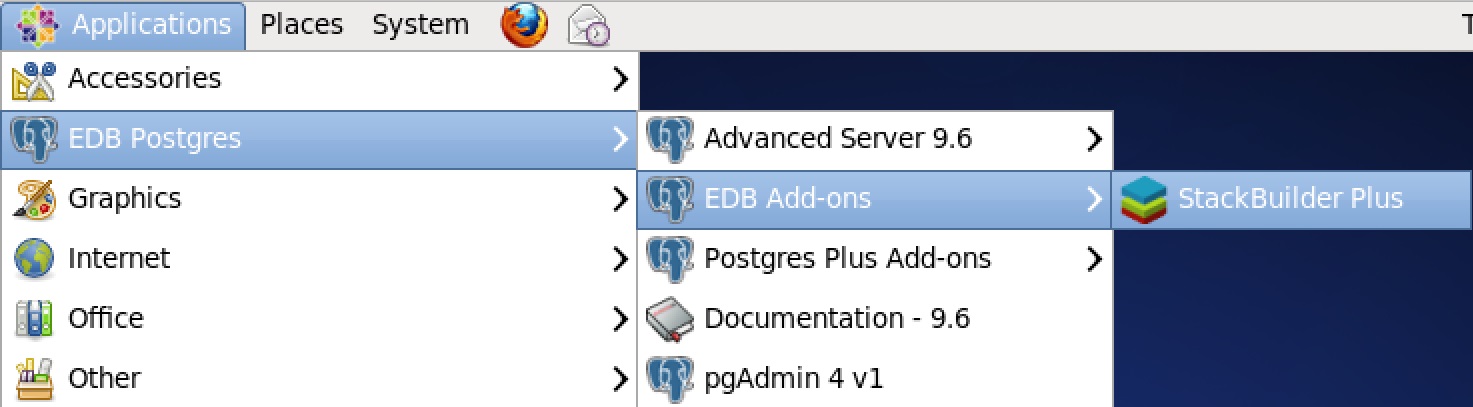 Applications Places System
Accessories
EDB Postgres
Graphics
Internet
Office
Other
Advanced Server 9.6
EDB Add-ons
Postgres Plus Add-ons
Documentation - 9.6
pgAdmin 4 v1
StackBuilder Plus